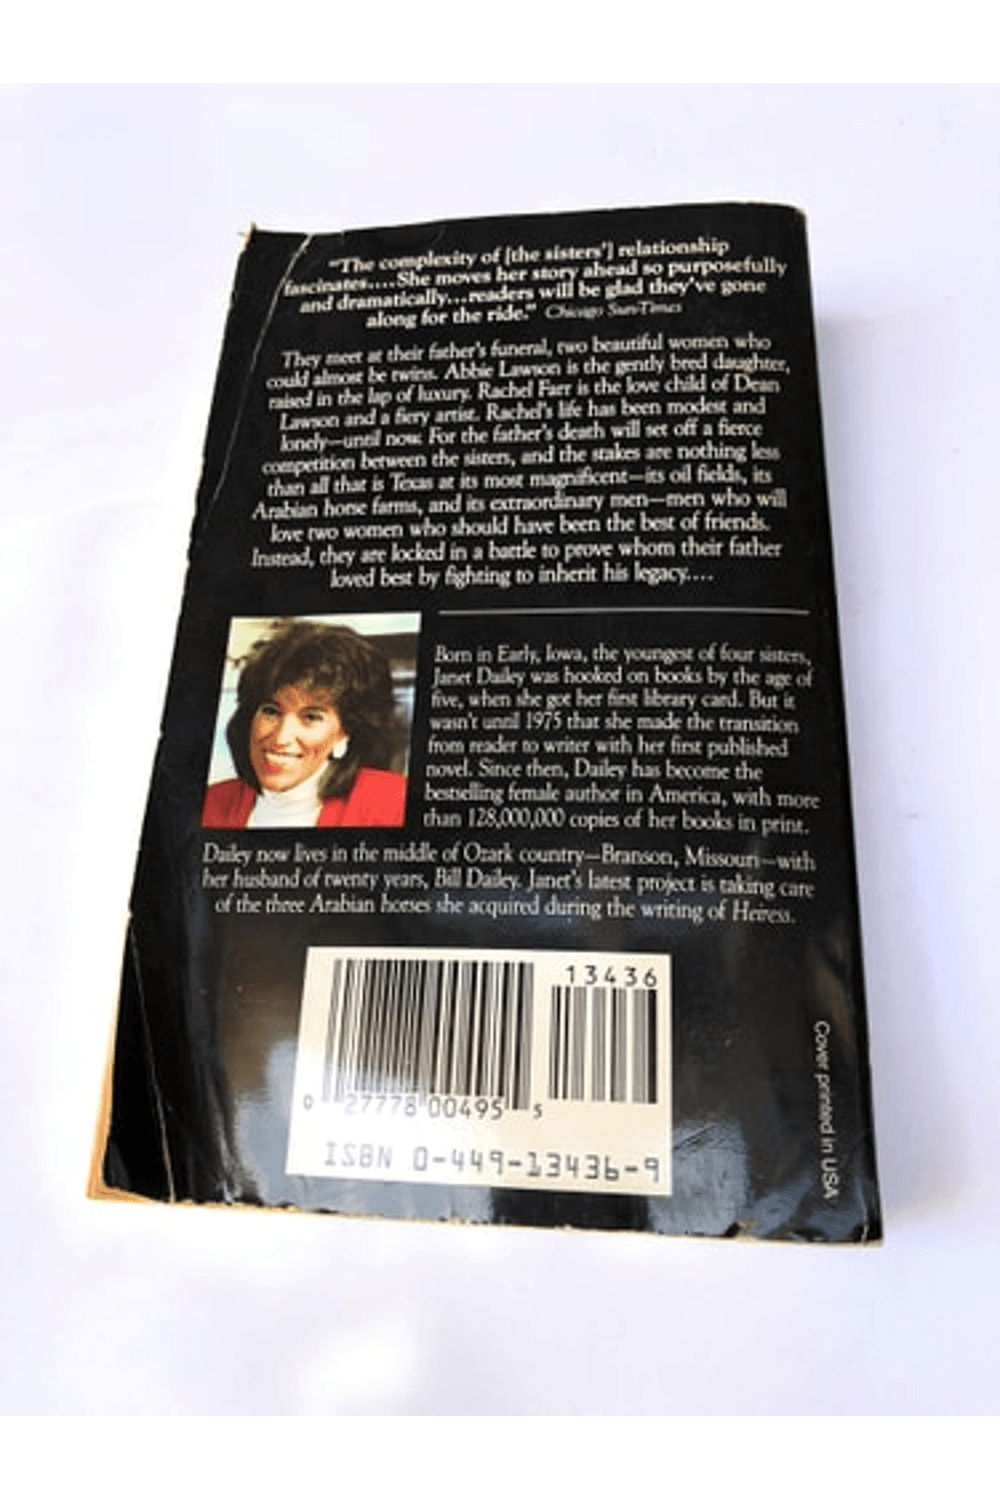 "The complexity of [the sisters'] relationship
fascinates....She moves her story ahead so purposefully
and dramatically...readers will be glad they've gone
along for the ride." Chicago Sun-Times
They meet at their father's funeral, two beautiful women who
could almost be twins. Abbie Lawson is the gently bred daughter,
raised in the lap of luxury. Rachel Farr is the love child of Dean
Lawson and a fiery artist. Rachel's life has been modest and
lonely—until now. For the father's death will set off a fierce
competition between the sisters, and the stakes are nothing less
than all that is Texas at its most magnificent—its oil fields, its
Arabian horse farms, and its extraordinary men—men who will
love two women who should have been the best of friends.
Instead, they are locked in a battle to prove whom their father
loved best by fighting to inherit his legacy....
Born in Early, Iowa, the youngest of four sisters,
Janet Dailey was hooked on books by the age of
five, when she got her first library card. But it
wasn't until 1975 that she made the transition
from reader to writer with her first published
novel. Since then, Dailey has become the
bestselling female author in America, with more
than 128,000,000 copies of her books in print.
Dailey now lives in the middle of Ozark country—Branson, Missouri—with
her husband of twenty years, Bill Dailey. Janet's latest project is taking care
of the three Arabian horses she acquired during the writing of Heiress.
13436
0 27778 00495 5
ISBN 0-449-13436-9
Cover printed in USA